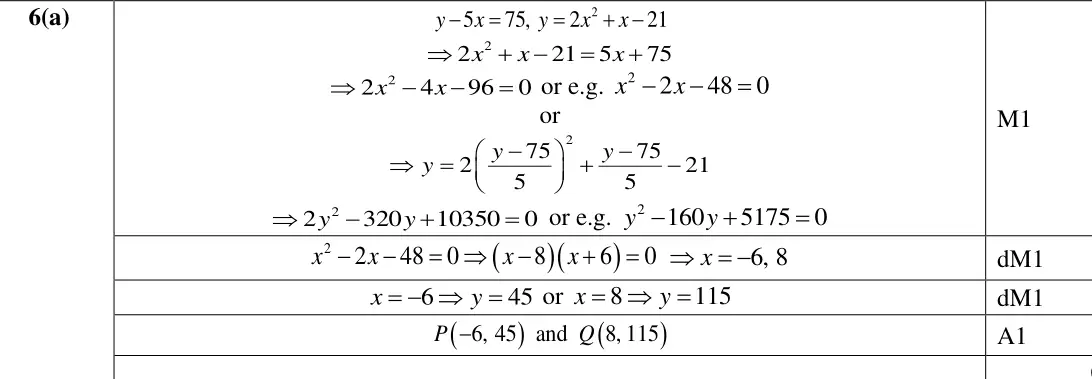 6(a)
y − 5x = 75, y = 2x² + x − 21
⇒ 2x² + x − 21 = 5x + 75
⇒ 2x² − 4x − 96 = 0 or e.g. x² − 2x − 48 = 0
or
⇒ y = 2((y − 75)/5)² + (y − 75)/5 − 21
⇒ 2y² − 320y + 10350 = 0 or e.g. y² − 160y + 5175 = 0
M1
x² − 2x − 48 = 0 ⇒ (x − 8)(x + 6) = 0 ⇒ x = −6, 8
dM1
x = −6 ⇒ y = 45 or x = 8 ⇒ y = 115
dM1
P(−6, 45) and Q(8, 115)
A1